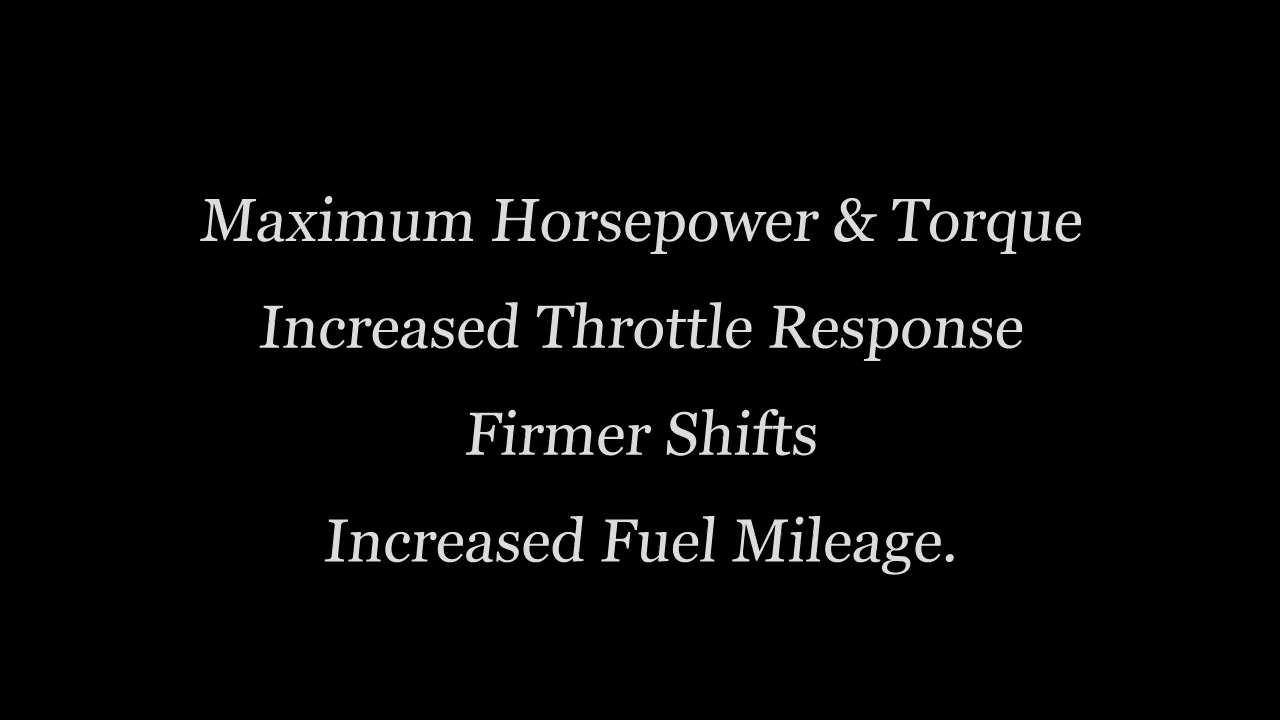 Maximum Horsepower & Torque
Increased Throttle Response
Firmer Shifts
Increased Fuel Mileage.